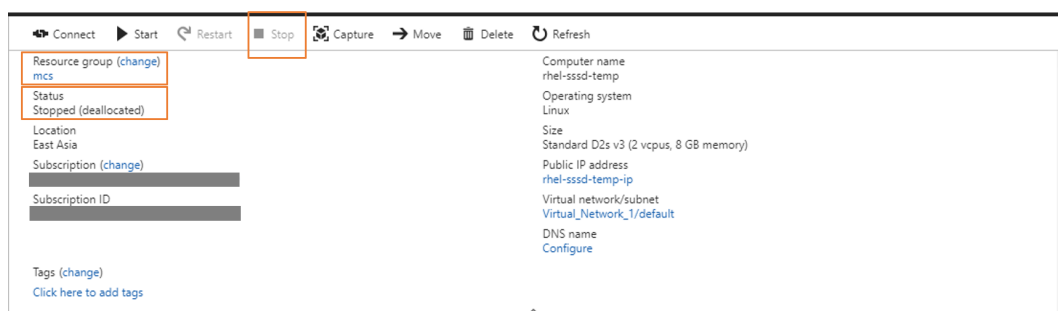 Connect Start Restart Stop Capture Move Delete Refresh
Resource group (change)
mcs
Status
Stopped (deallocated)
Location
East Asia
Subscription (change)
Subscription ID
Tags (change)
Click here to add tags
Computer name
rhel-sssd-temp
Operating system
Linux
Size
Standard D2s v3 (2 vcpus, 8 GB memory)
Public IP address
rhel-sssd-temp-ip
Virtual network/subnet
Virtual_Network_1/default
DNS name
Configure